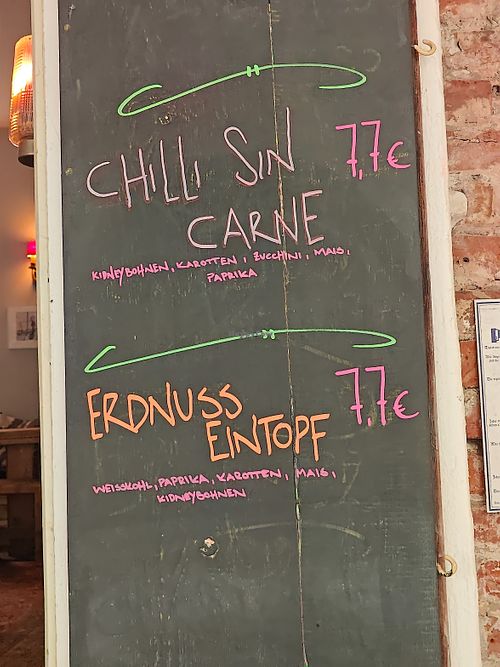 CHILLI SIN 7,7€
CARNE
KIDNEYBOHNEN, KAROTTEN, ZUCCHINI, MAIS,
PAPRIKA
ERDNUSS 7,7€
EINTOPF
WEISSKOHL, PAPRIKA, KAROTTEN, MAIS,
KIDNEYBOHNEN